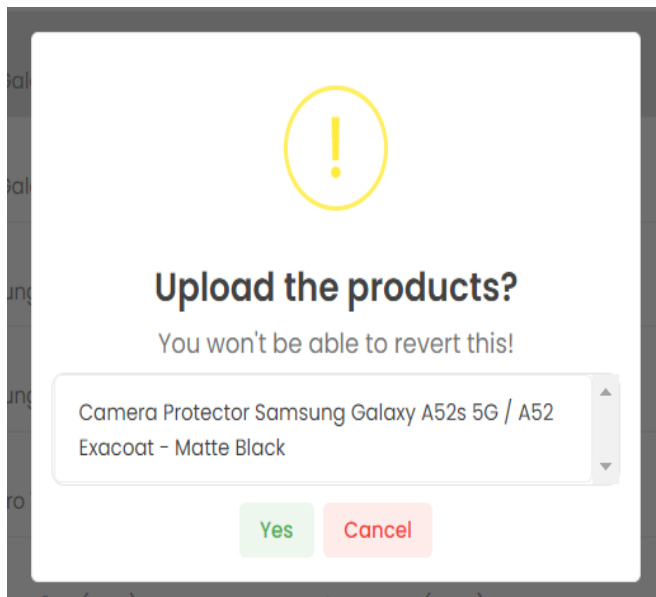 !
Upload the products?
You won't be able to revert this!
Camera Protector Samsung Galaxy A52s 5G / A52
Exacoat - Matte Black
Yes
Cancel